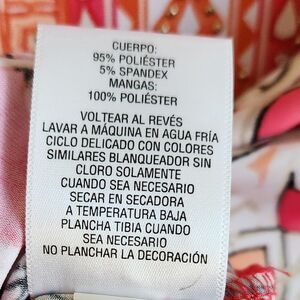 CUERPO:
95% POLIÉSTER
5% SPANDEX
MANGAS:
100% POLIÉSTER
VOLTEAR AL REVÉS
LAVAR A MÁQUINA EN AGUA FRÍA
CICLO DELICADO CON COLORES
SIMILARES BLANQUEADOR SIN
CLORO SOLAMENTE
CUANDO SEA NECESARIO
SECAR EN SECADORA
A TEMPERATURA BAJA
PLANCHA TIBIA CUANDO
SEA NECESARIO
NO PLANCHAR LA DECORACIÓN